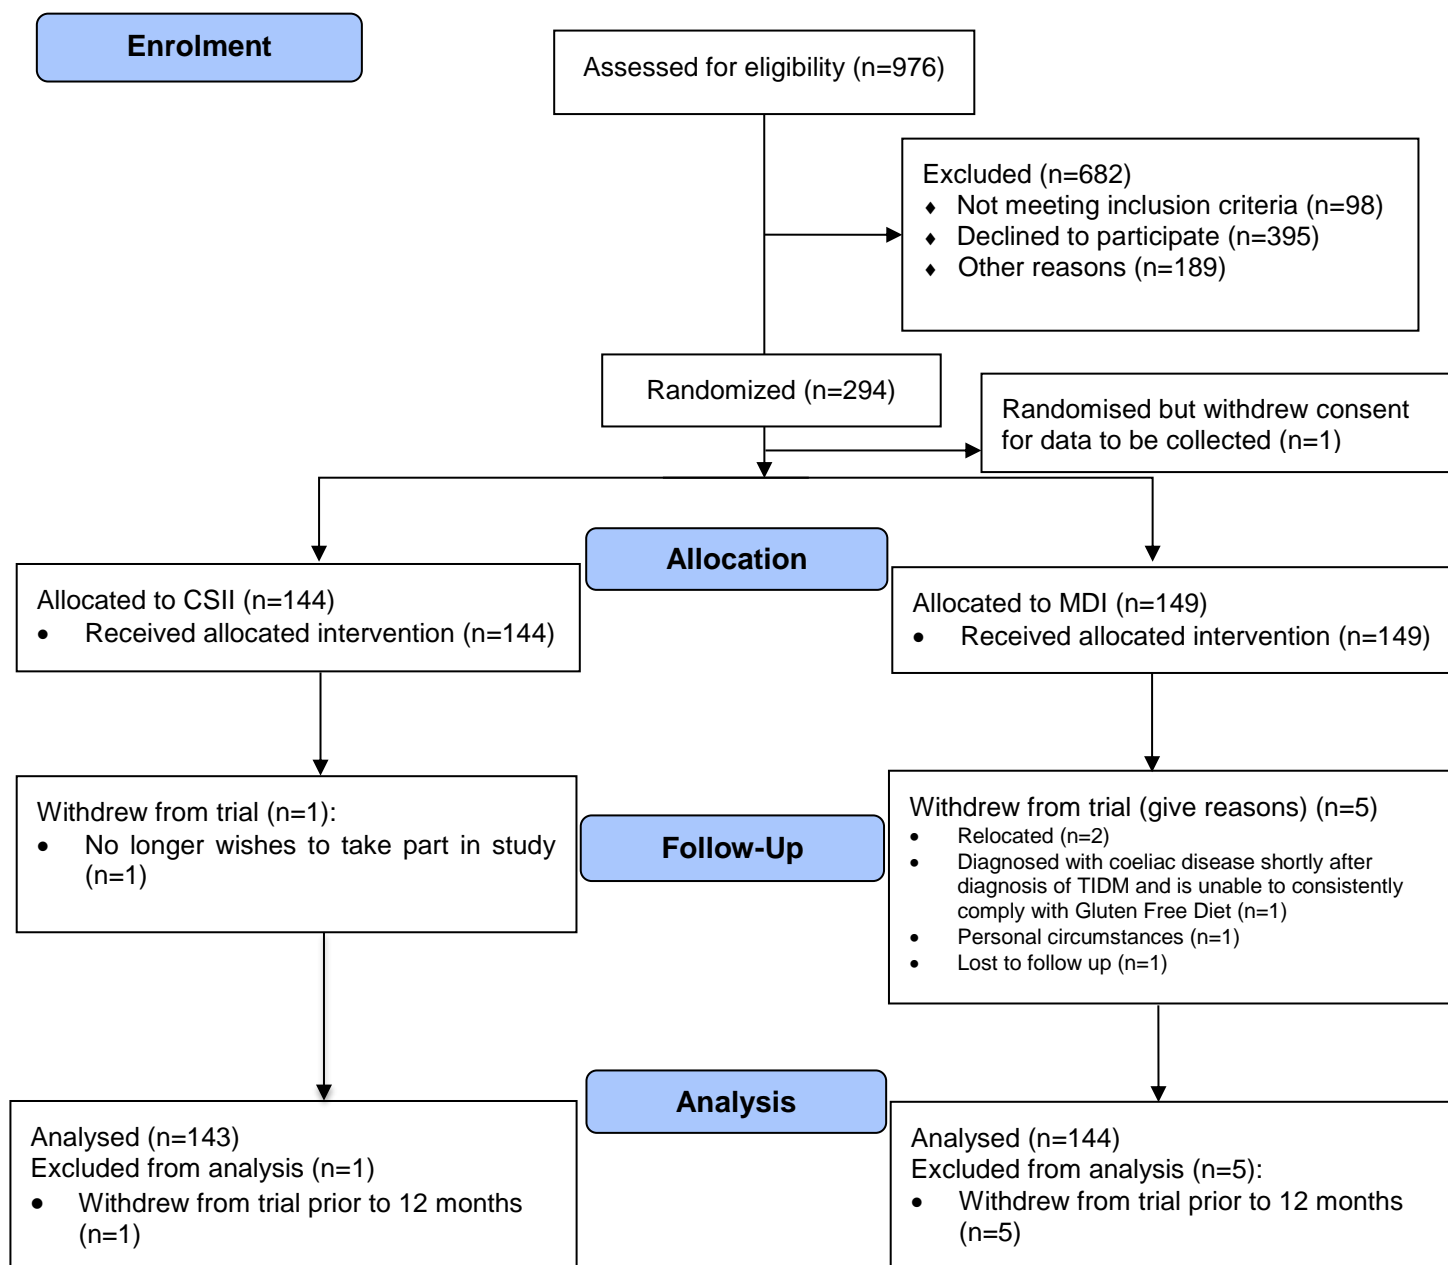 Enrolment
Assessed for eligibility (n=976)
Excluded (n=682)
♦ Not meeting inclusion criteria (n=98)
♦ Declined to participate (n=395)
♦ Other reasons (n=189)
Randomized (n=294)
Randomised but withdrew consent
for data to be collected (n=1)
Allocation
Allocated to CSII (n=144)
• Received allocated intervention (n=144)
Allocated to MDI (n=149)
• Received allocated intervention (n=149)
Follow-Up
Withdrew from trial (n=1):
• No longer wishes to take part in study
(n=1)
Withdrew from trial (give reasons) (n=5)
• Relocated (n=2)
• Diagnosed with coeliac disease shortly after
diagnosis of TIDM and is unable to consistently
comply with Gluten Free Diet (n=1)
• Personal circumstances (n=1)
• Lost to follow up (n=1)
Analysis
Analysed (n=143)
Excluded from analysis (n=1)
• Withdrew from trial prior to 12 months
(n=1)
Analysed (n=144)
Excluded from analysis (n=5):
• Withdrew from trial prior to 12 months
(n=5)